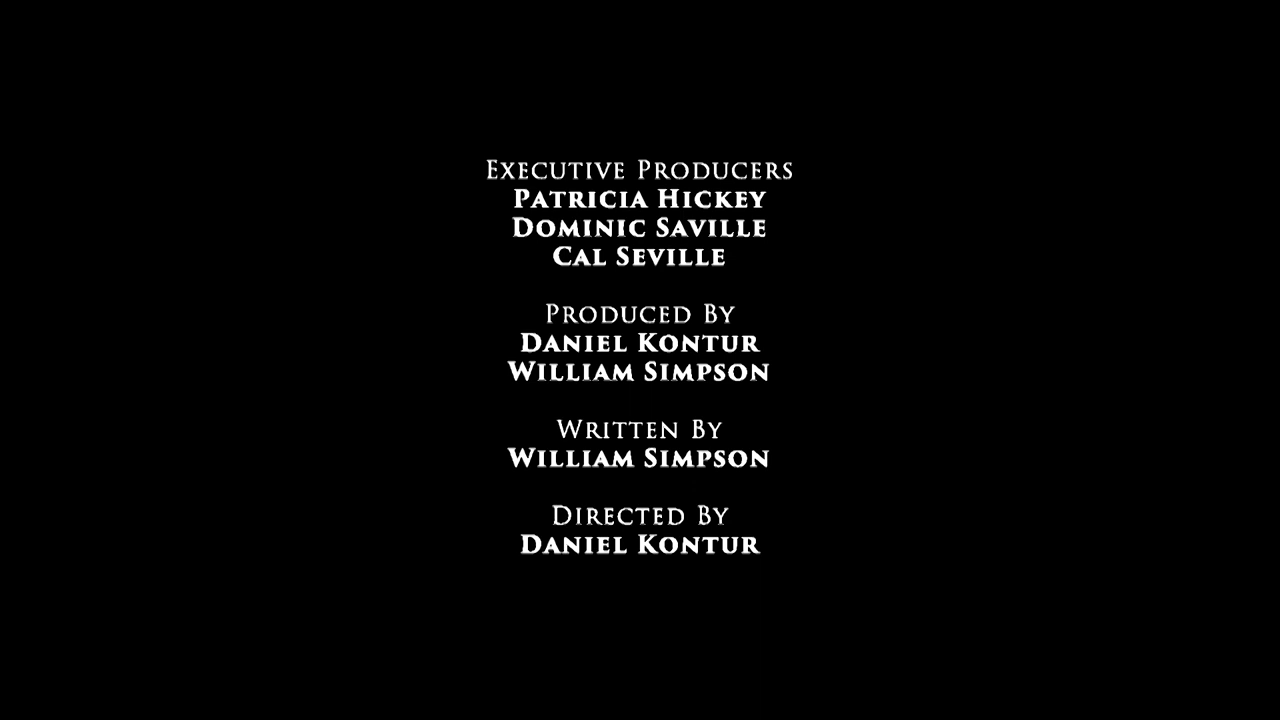 Executive Producers
Patricia Hickey
Dominic Saville
Cal Seville
Produced By
Daniel Kontur
William Simpson
Written By
William Simpson
Directed By
Daniel Kontur